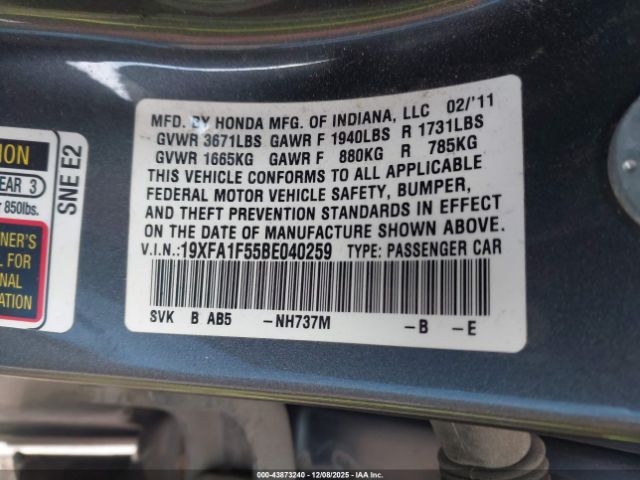 MFD. BY HONDA MFG. OF INDIANA, LLC 02/'11
GVWR 3671LBS GAWR F 1940LBS R 1731LBS
GVWR 1665KG GAWR F 880KG R 785KG
THIS VEHICLE CONFORMS TO ALL APPLICABLE
FEDERAL MOTOR VEHICLE SAFETY, BUMPER,
AND THEFT PREVENTION STANDARDS IN EFFECT
ON THE DATE OF MANUFACTURE SHOWN ABOVE.
V.I.N.:19XFA1F55BE040259 TYPE: PASSENGER CAR
SVK B AB5 -NH737M -B -E
ION
EAR 3
r 850lbs.
SNE E2
NER'S
L FOR
NAL
ATION
000-43873240 - 12/08/2025 - IAA Inc.